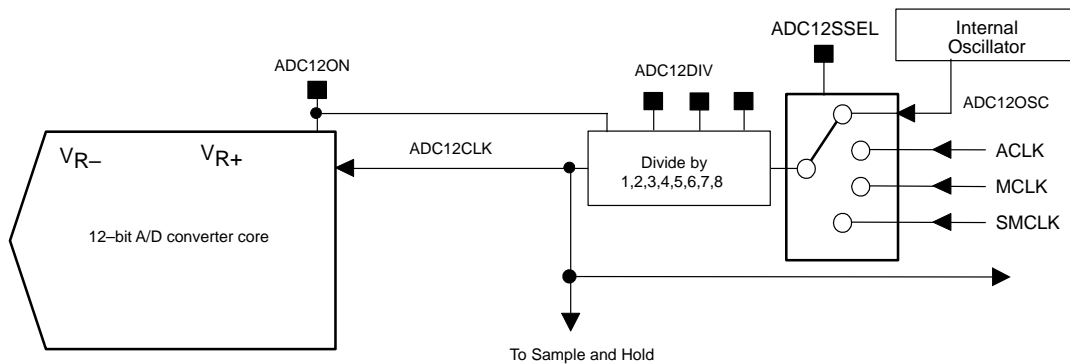 ADC12SSEL
Internal
Oscillator
ADC12ON
ADC12DIV
ADC12OSC
VR–
VR+
ADC12CLK
Divide by
1,2,3,4,5,6,7,8
ACLK
MCLK
SMCLK
12–bit A/D converter core
To Sample and Hold